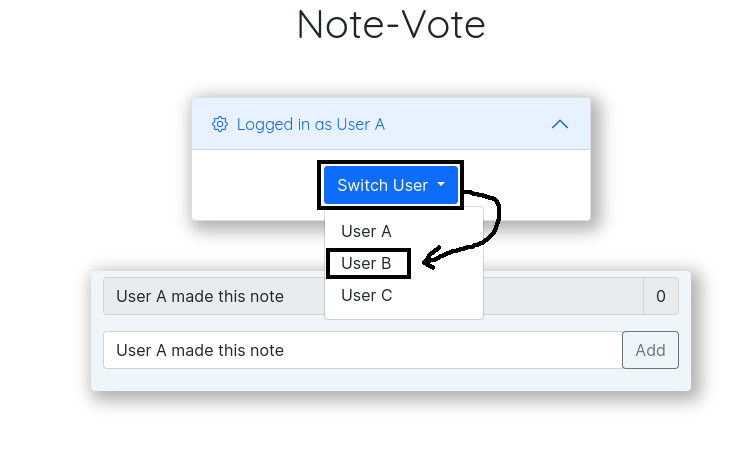 Note-Vote
Logged in as User A
Switch User
User A
User B
User C
User A made this note 0
User A made this note Add